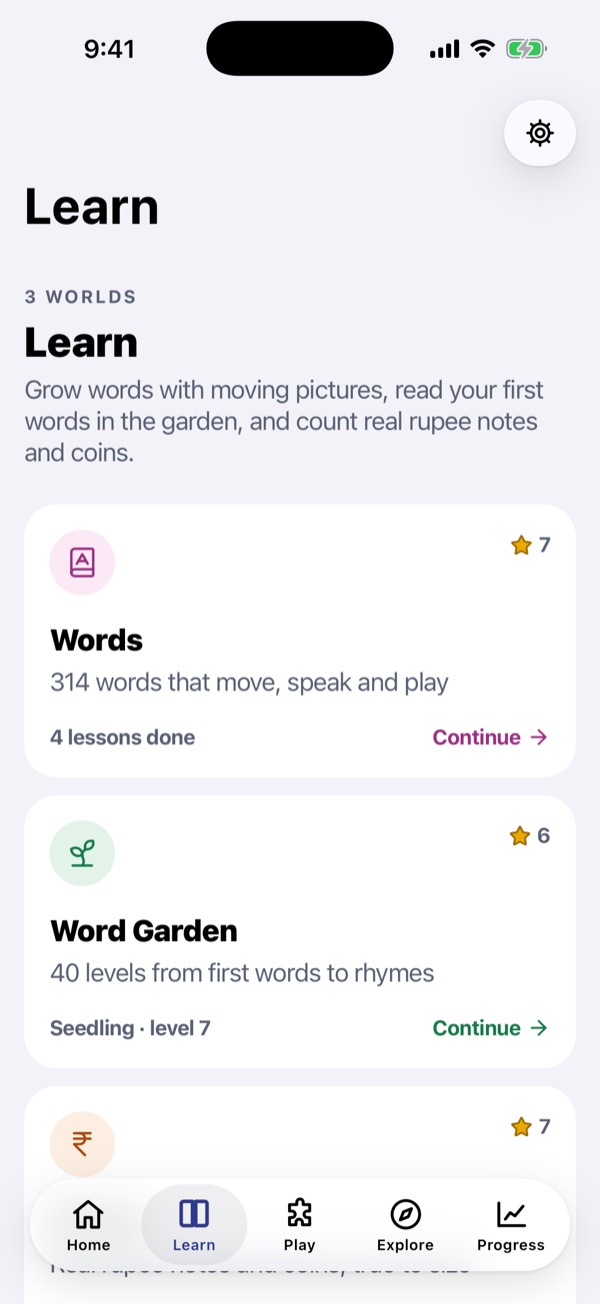 9:41
Learn
3 WORLDS
Learn
Grow words with moving pictures, read your first
words in the garden, and count real rupee notes
and coins.
7
Words
314 words that move, speak and play
4 lessons done
Continue →
6
Word Garden
40 levels from first words to rhymes
Seedling · level 7
Continue →
₹
7
Home
Learn
Play
Explore
Progress